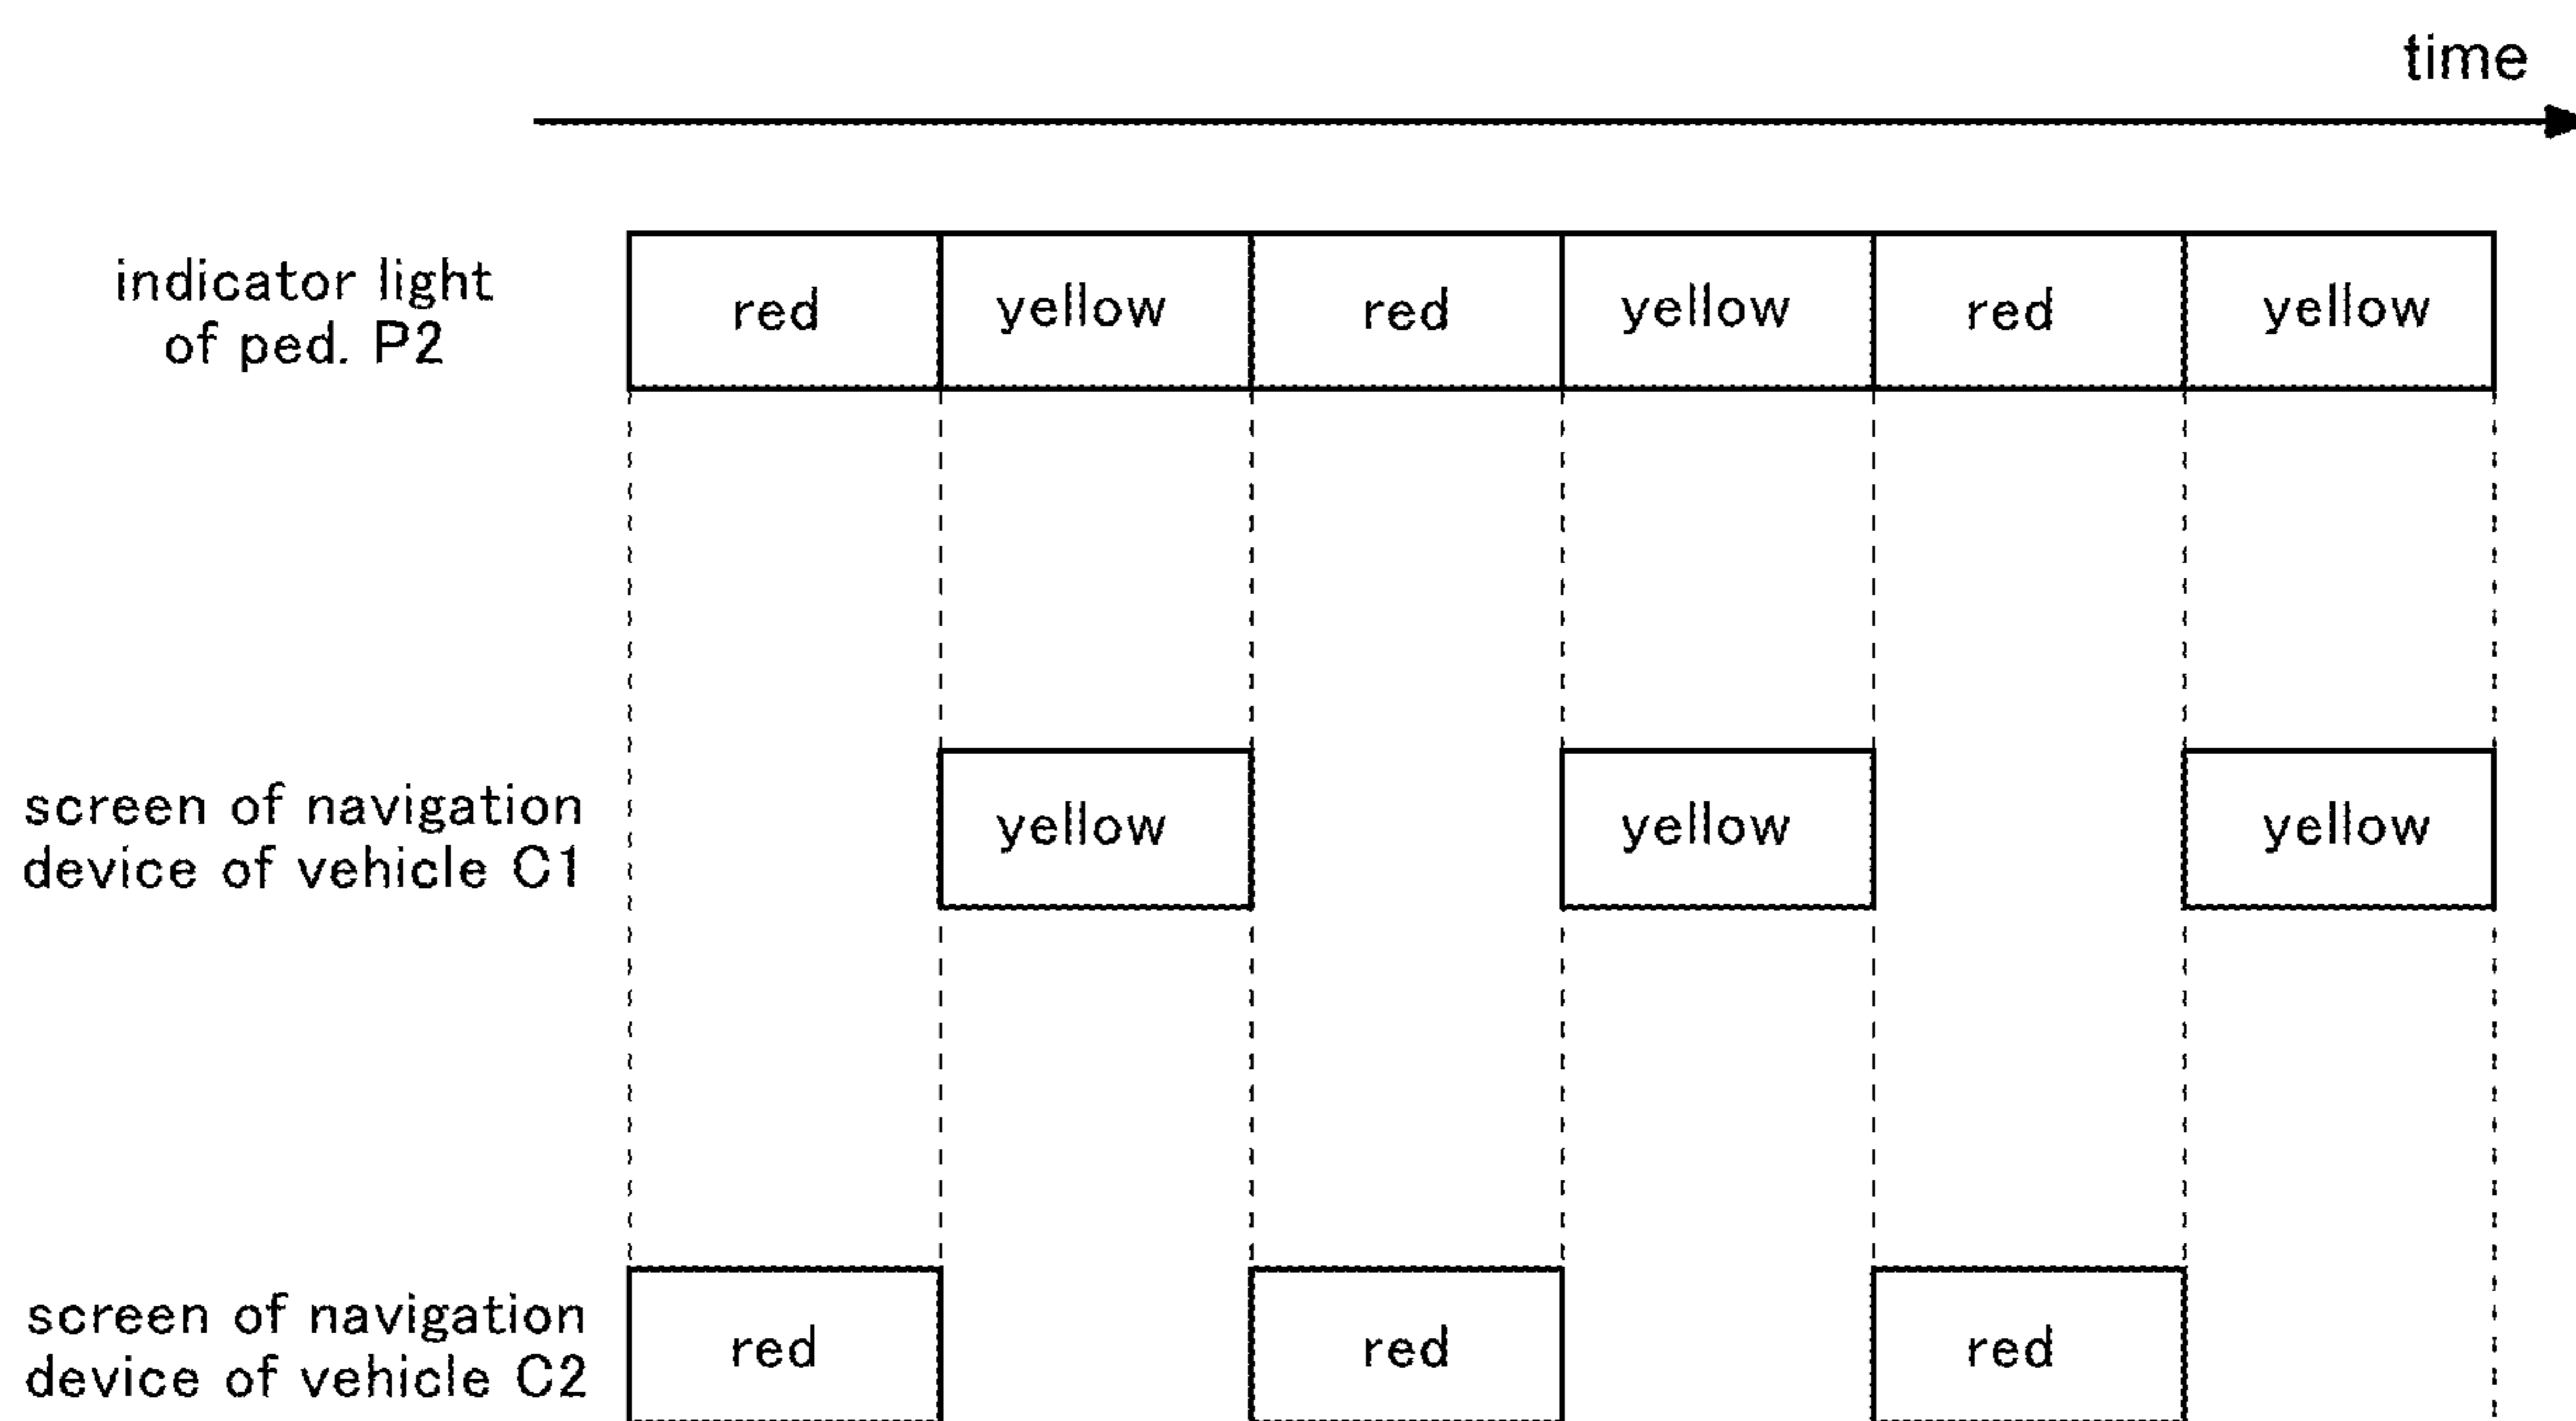 time
indicator light
of ped. P2
red
yellow
red
yellow
red
yellow
screen of navigation
device of vehicle C1
yellow
yellow
yellow
screen of navigation
device of vehicle C2
red
red
red